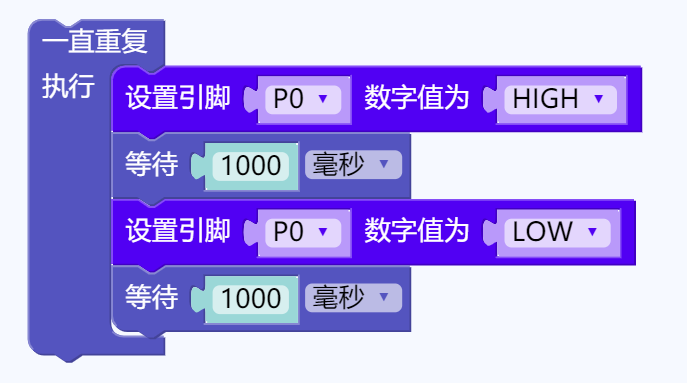 一直重复
执行
设置引脚 P0 数字值为 HIGH
等待 1000 毫秒
设置引脚 P0 数字值为 LOW
等待 1000 毫秒